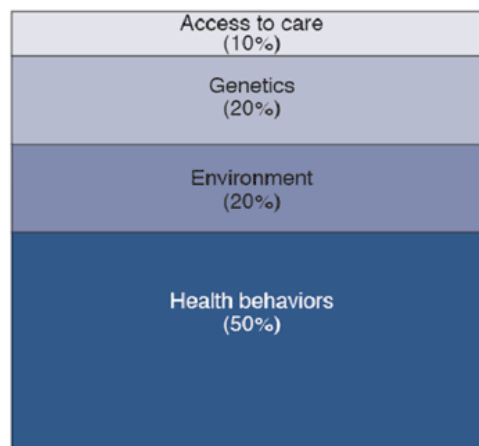 Access to care
(10%)
Genetics
(20%)
Environment
(20%)
Health behaviors
(50%)